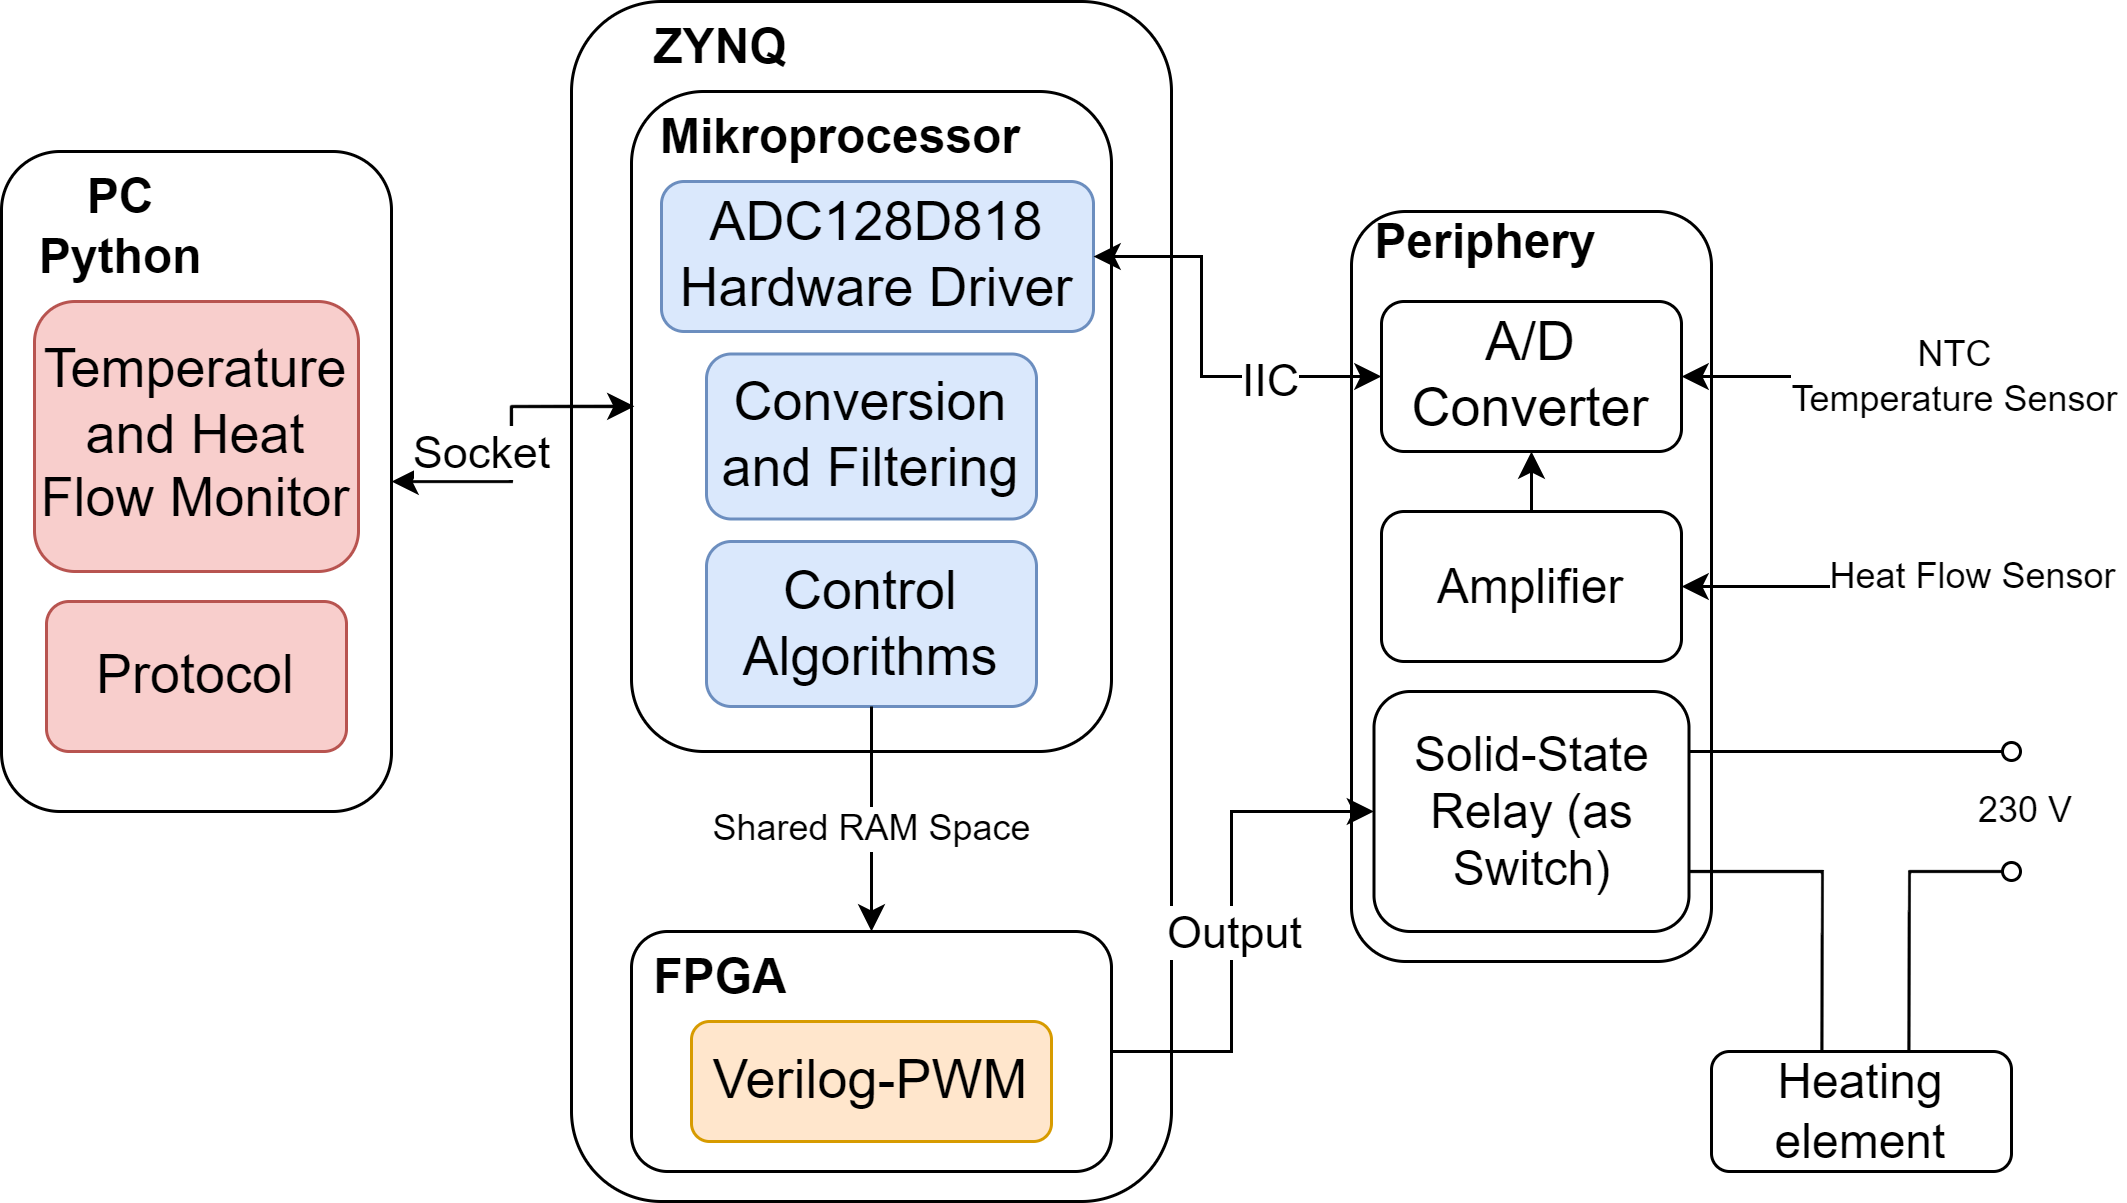 PC
Python
Temperature
and Heat
Flow Monitor
Protocol
Socket
ZYNQ
Mikroprocessor
ADC128D818
Hardware Driver
Conversion
and Filtering
Control
Algorithms
Shared RAM Space
FPGA
Verilog-PWM
IIC
Output
Periphery
A/D
Converter
Amplifier
Solid-State
Relay (as
Switch)
NTC
Temperature Sensor
Heat Flow Sensor
230 V
Heating
element